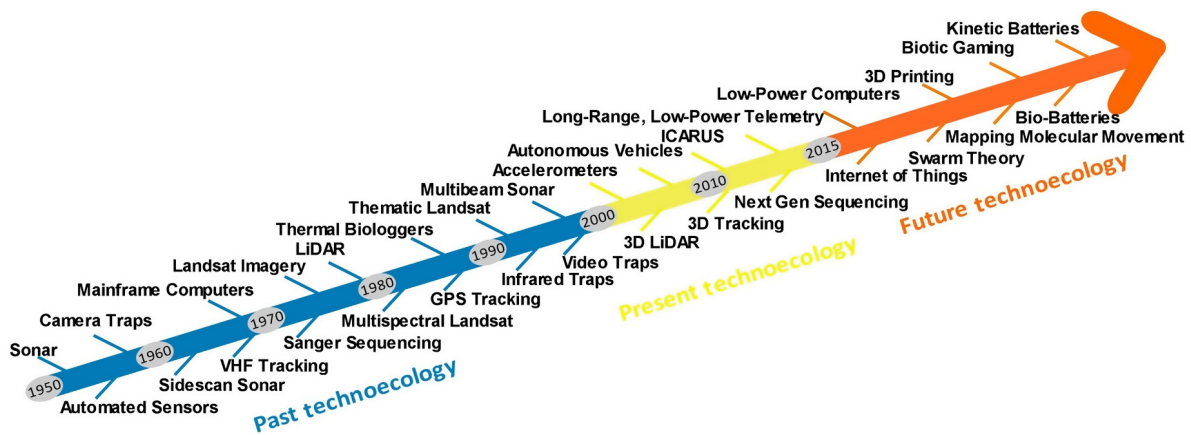 Kinetic Batteries
Biotic Gaming
3D Printing
Low-Power Computers
Long-Range, Low-Power Telemetry
ICARUS
Autonomous Vehicles
Accelerometers
Multibeam Sonar
Thematic Landsat
Thermal Biologgers
LiDAR
Landsat Imagery
Mainframe Computers
Camera Traps
Sonar
1950
1960
1970
1980
1990
2000
2010
2015
Automated Sensors
Sidescan Sonar
VHF Tracking
Sanger Sequencing
Multispectral Landsat
GPS Tracking
Infrared Traps
Video Traps
3D LiDAR
3D Tracking
Next Gen Sequencing
Internet of Things
Swarm Theory
Mapping Molecular Movement
Bio-Batteries
Past technoecology
Present technoecology
Future technoecology